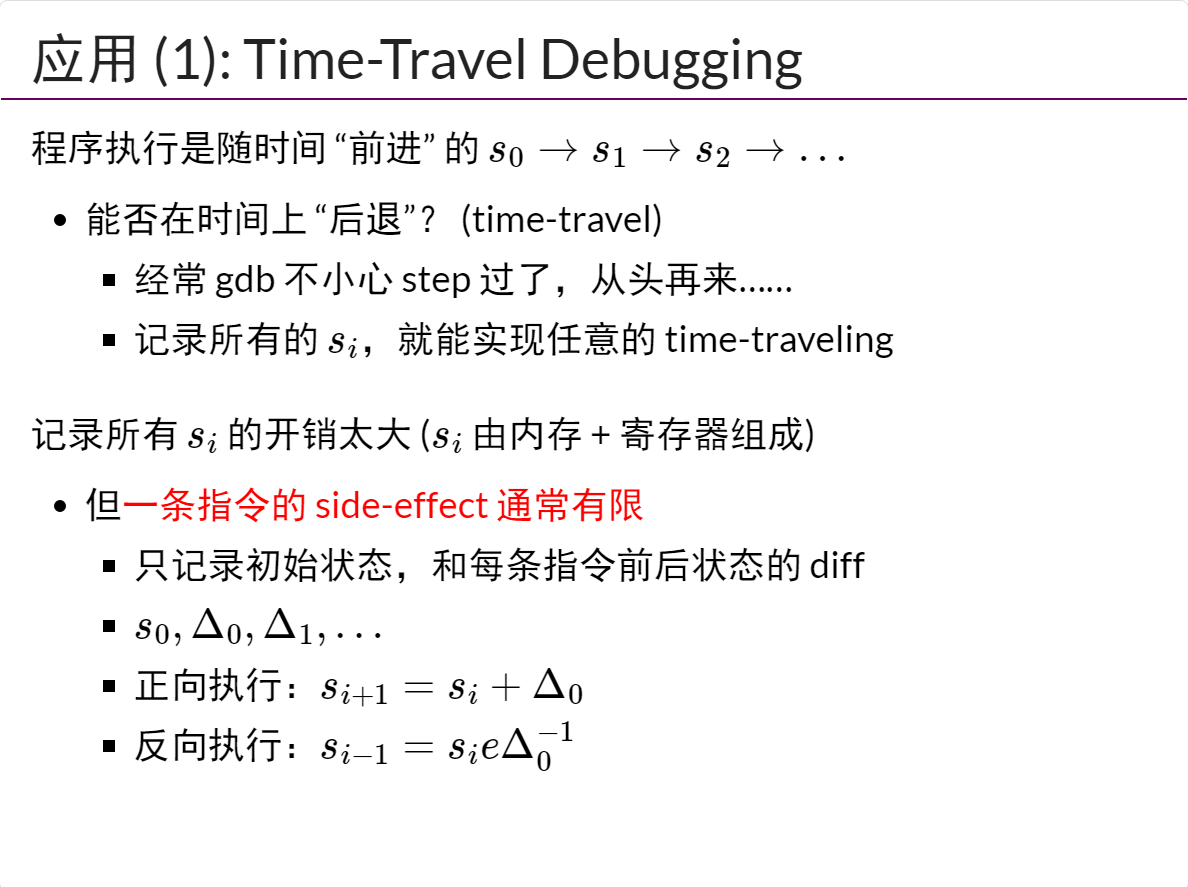 应用 (1): Time-Travel Debugging
程序执行是随时间 “前进” 的 $s_0 \to s_1 \to s_2 \to \ldots$
• 能否在时间上 “后退”？ (time-travel)
▪ 经常 gdb 不小心 step 过了，从头再来……
▪ 记录所有的 $s_i$，就能实现任意的 time-traveling
记录所有 $s_i$ 的开销太大 ($s_i$ 由内存 + 寄存器组成)
• 但一条指令的 side-effect 通常有限
▪ 只记录初始状态，和每条指令前后状态的 diff
▪ $s_0, \Delta_0, \Delta_1, \ldots$
▪ 正向执行：$s_{i+1} = s_i + \Delta_0$
▪ 反向执行：$s_{i-1} = s_i e \Delta_0^{-1}$